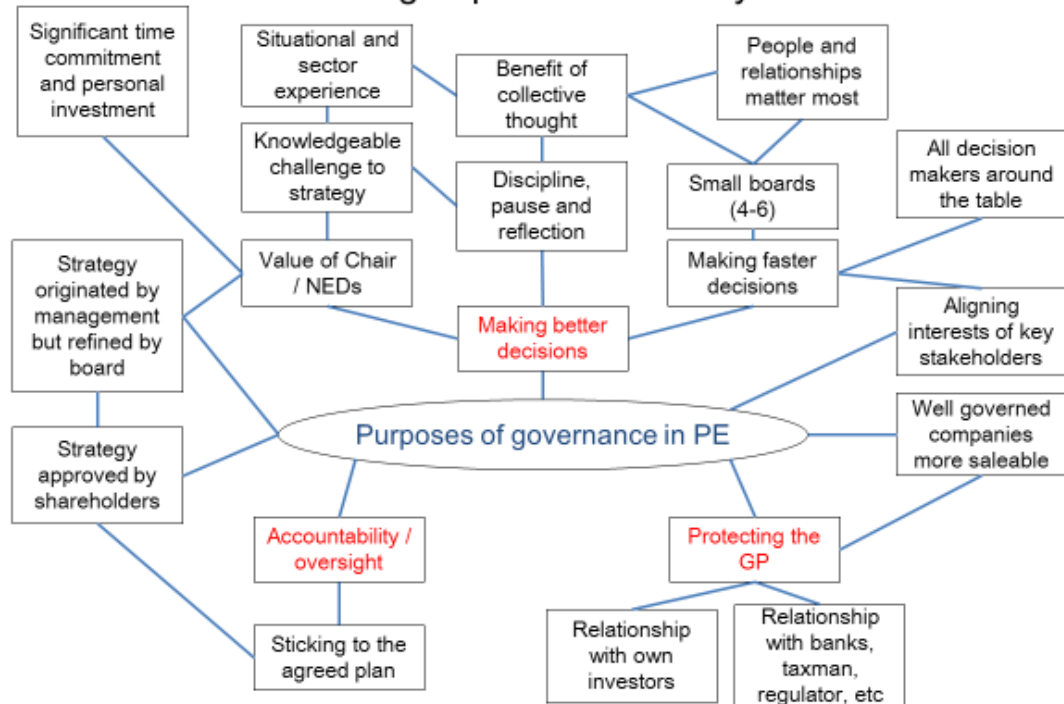 Significant time
commitment
and personal
investment
Situational and
sector
experience
Benefit of
collective
thought
People and
relationships
matter most
Knowledgeable
challenge to
strategy
Discipline,
pause and
reflection
Small boards
(4-6)
All decision
makers around
the table
Strategy
originated by
management
but refined by
board
Value of Chair
/ NEDs
Making better
decisions
Making faster
decisions
Aligning
interests of key
stakeholders
Purposes of governance in PE
Strategy
approved by
shareholders
Well governed
companies
more saleable
Accountability /
oversight
Protecting the
GP
Sticking to the
agreed plan
Relationship
with own
investors
Relationship
with banks,
taxman,
regulator, etc